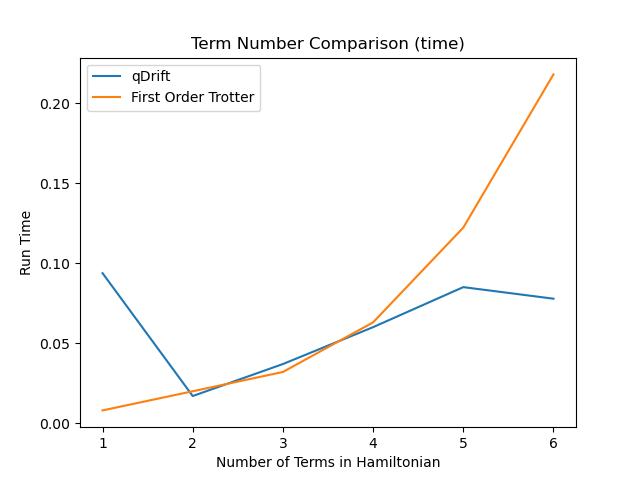 Term Number Comparison (time)
qDrift
First Order Trotter
0.20
0.15
0.10
0.05
0.00
Run Time
1 2 3 4 5 6
Number of Terms in Hamiltonian